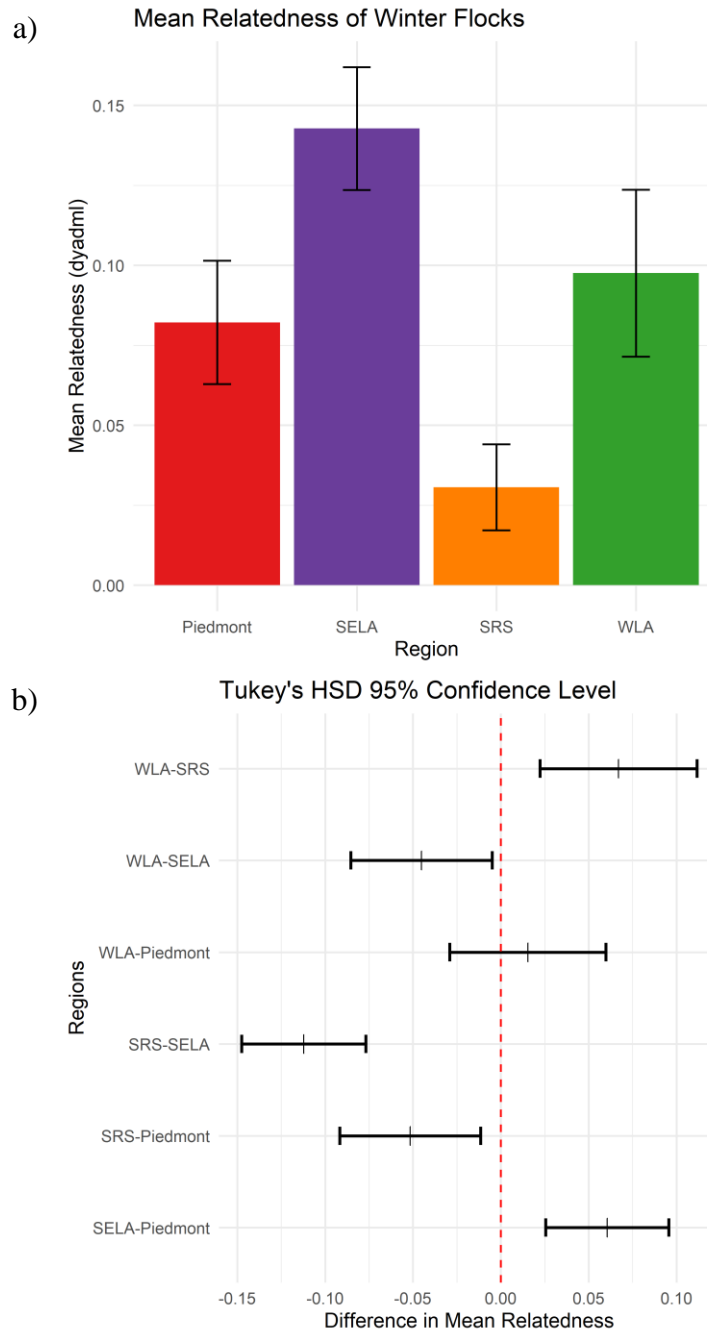 a)
Mean Relatedness of Winter Flocks
Mean Relatedness (dyadml)
0.15
0.10
0.05
0.00
Piedmont SELA SRS WLA
Region
b)
Tukey's HSD 95% Confidence Level
Regions
WLA-SRS
WLA-SELA
WLA-Piedmont
SRS-SELA
SRS-Piedmont
SELA-Piedmont
-0.15 -0.10 -0.05 0.00 0.05 0.10
Difference in Mean Relatedness